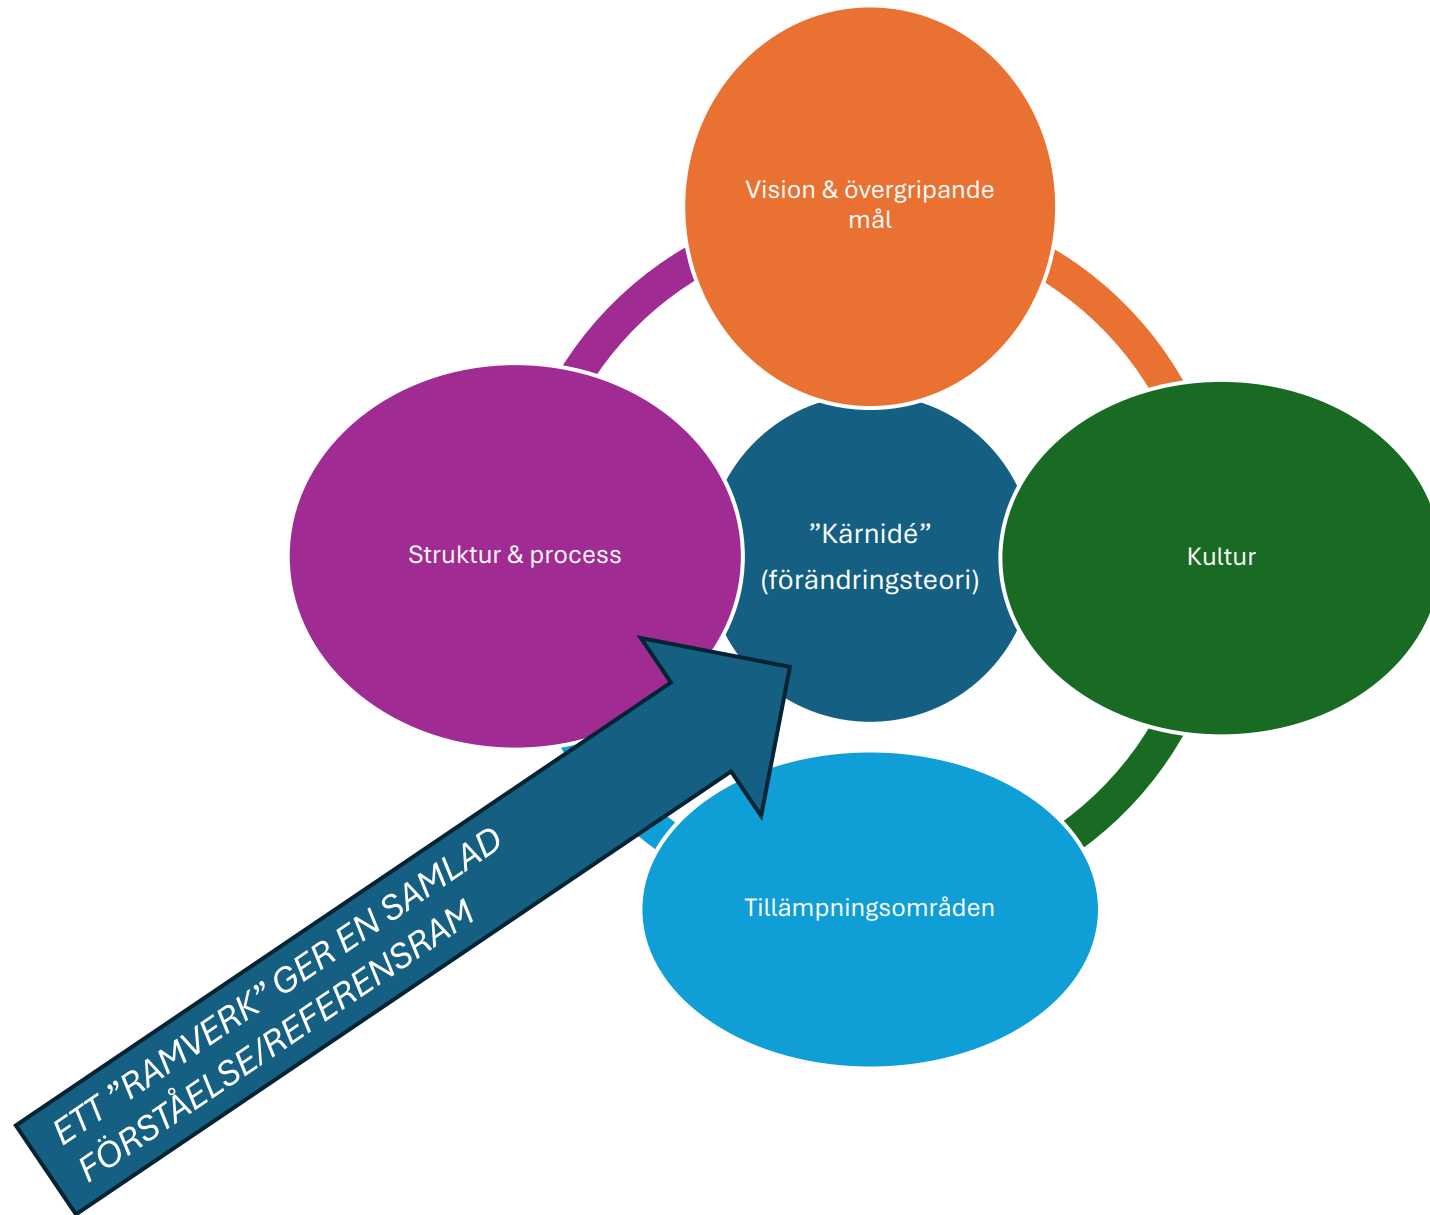 Vision & övergripande
mål
Struktur & process
”Kärnidé”
(förändringsteori)
Kultur
Tillämpningsområden
ETT ”RAMVERK” GER EN SAMLAD
FÖRSTÅELSE/REFERENSRAM